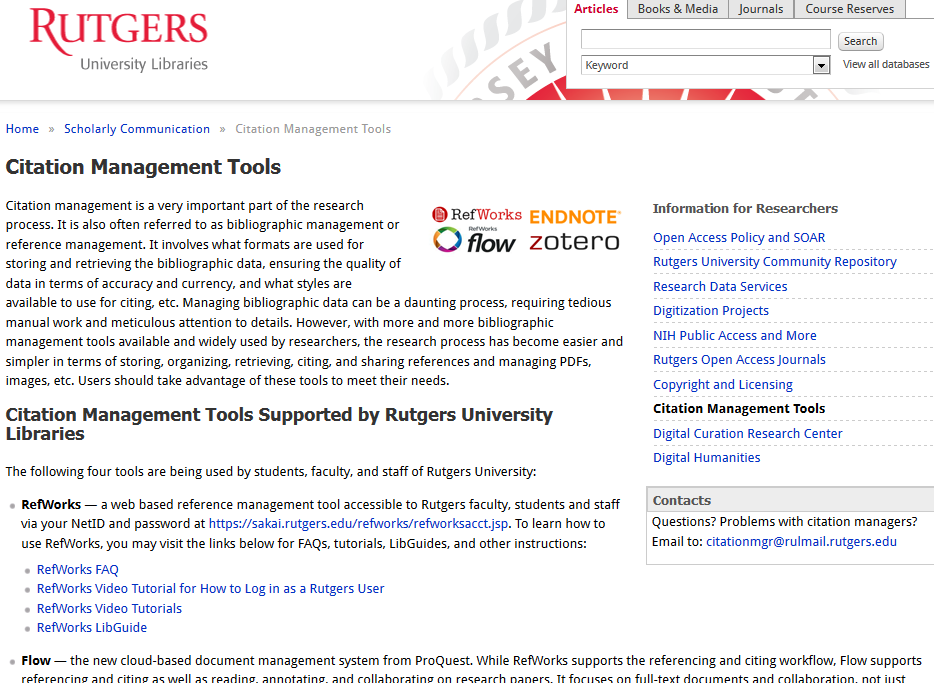 RUTGERS
University Libraries
Articles
Books & Media
Journals
Course Reserves
Search
Keyword
View all databases
SEY
Home » Scholarly Communication » Citation Management Tools
Citation Management Tools
Citation management is a very important part of the research
process. It is also often referred to as bibliographic management or
reference management. It involves what formats are used for
storing and retrieving the bibliographic data, ensuring the quality of
data in terms of accuracy and currency, and what styles are
available to use for citing, etc. Managing bibliographic data can be a daunting process, requiring tedious
manual work and meticulous attention to details. However, with more and more bibliographic
management tools available and widely used by researchers, the research process has become easier and
simpler in terms of storing, organizing, retrieving, citing, and sharing references and managing PDFs,
images, etc. Users should take advantage of these tools to meet their needs.
RefWorks ENDNOTE
RefWorks
flow zotero
Citation Management Tools Supported by Rutgers University
Libraries
The following four tools are being used by students, faculty, and staff of Rutgers University:
RefWorks — a web based reference management tool accessible to Rutgers faculty, students and staff
via your NetID and password at https://sakai.rutgers.edu/refworks/refworksacct.jsp. To learn how to
use RefWorks, you may visit the links below for FAQs, tutorials, LibGuides, and other instructions:
RefWorks FAQ
RefWorks Video Tutorial for How to Log in as a Rutgers User
RefWorks Video Tutorials
RefWorks LibGuide
Flow — the new cloud-based document management system from ProQuest. While RefWorks supports the referencing and citing workflow, Flow supports
referencing and citing as well as reading, annotating, and collaborating on research papers. It focuses on full-text documents and collaboration, not just
Information for Researchers
Open Access Policy and SOAR
Rutgers University Community Repository
Research Data Services
Digitization Projects
NIH Public Access and More
Rutgers Open Access Journals
Copyright and Licensing
Citation Management Tools
Digital Curation Research Center
Digital Humanities
Contacts
Questions? Problems with citation managers?
Email to: citationmgr@rulmail.rutgers.edu